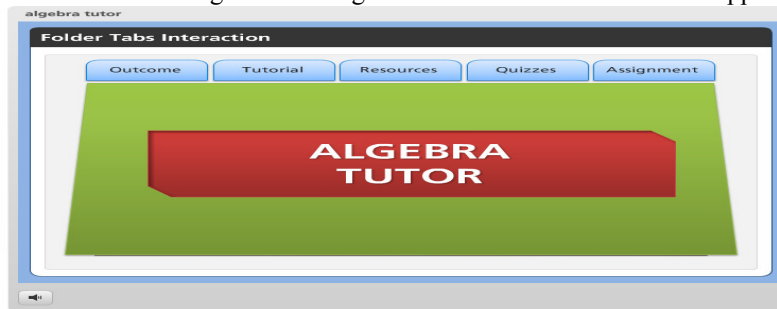 algebra tutor
Folder Tabs Interaction
Outcome Tutorial Resources Quizzes Assignment
ALGEBRA
TUTOR